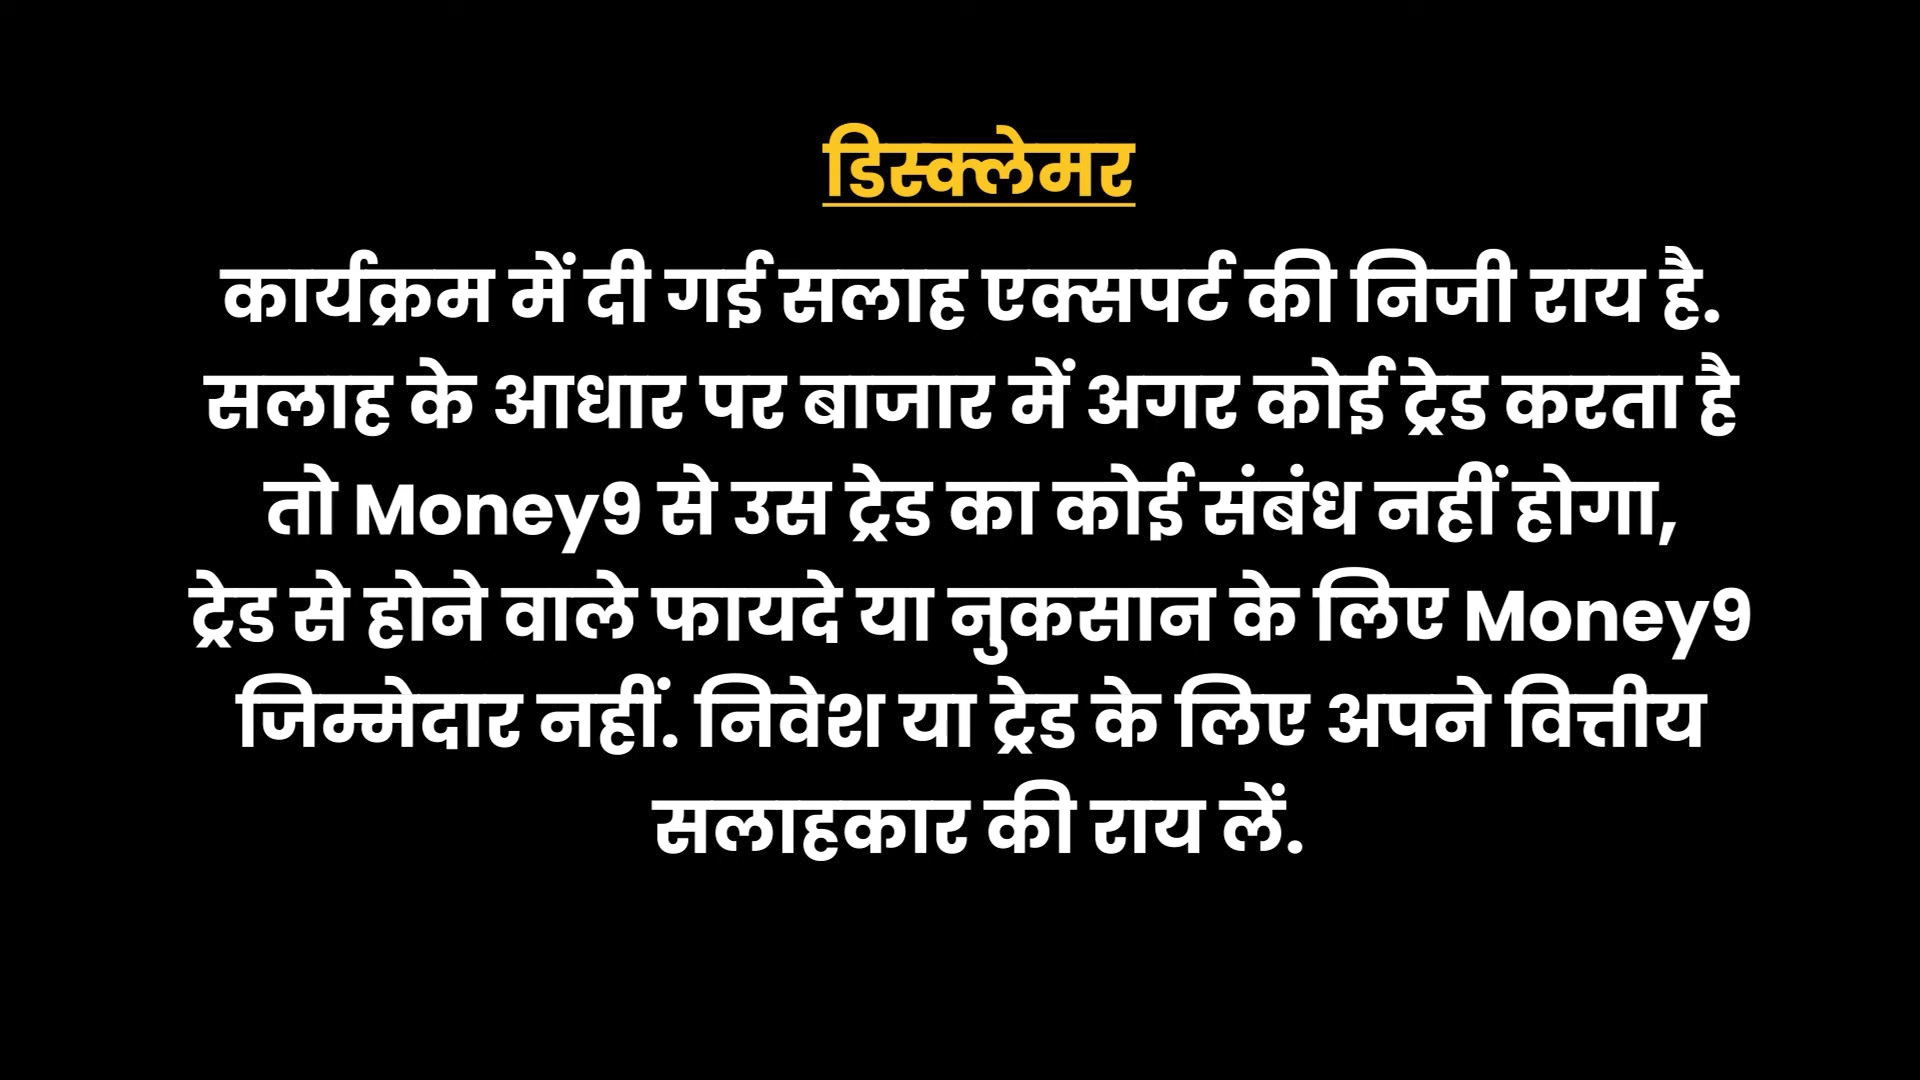 डिस्क्लेमर
कार्यक्रम में दी गई सलाह एक्सपर्ट की निजी राय है.
सलाह के आधार पर बाजार में अगर कोई ट्रेड करता है
तो Money9 से उस ट्रेड का कोई संबंध नहीं होगा,
ट्रेड से होने वाले फायदे या नुकसान के लिए Money9
जिम्मेदार नहीं. निवेश या ट्रेड के लिए अपने वित्तीय
सलाहकार की राय लें.